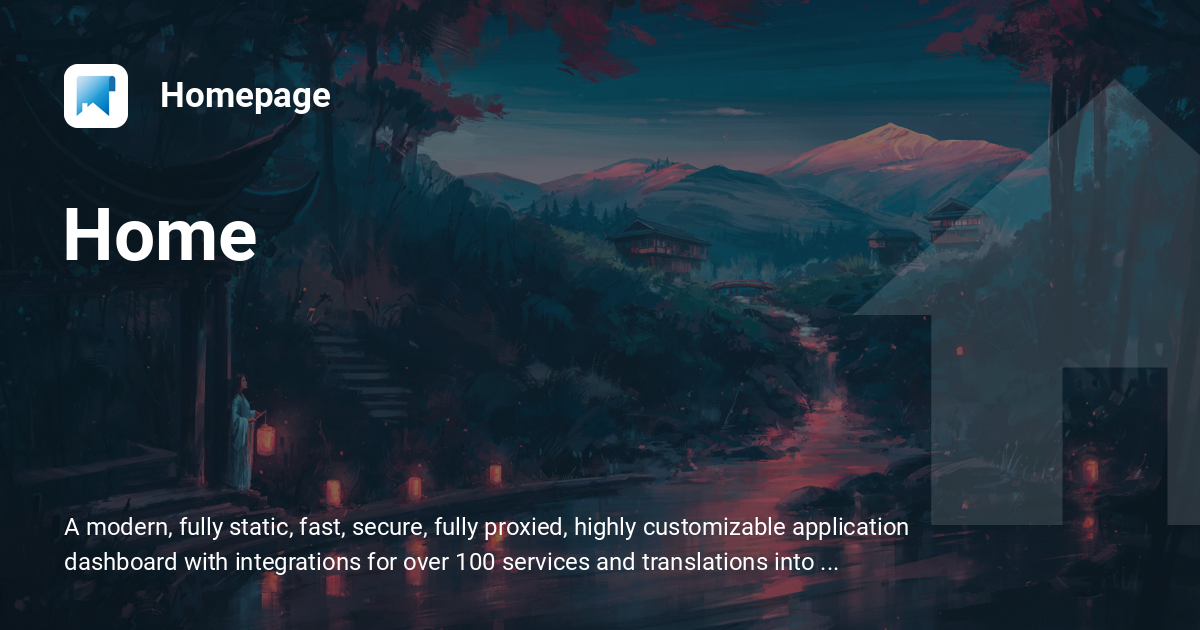 Homepage
Home
A modern, fully static, fast, secure, fully proxied, highly customizable application
dashboard with integrations for over 100 services and translations into ...